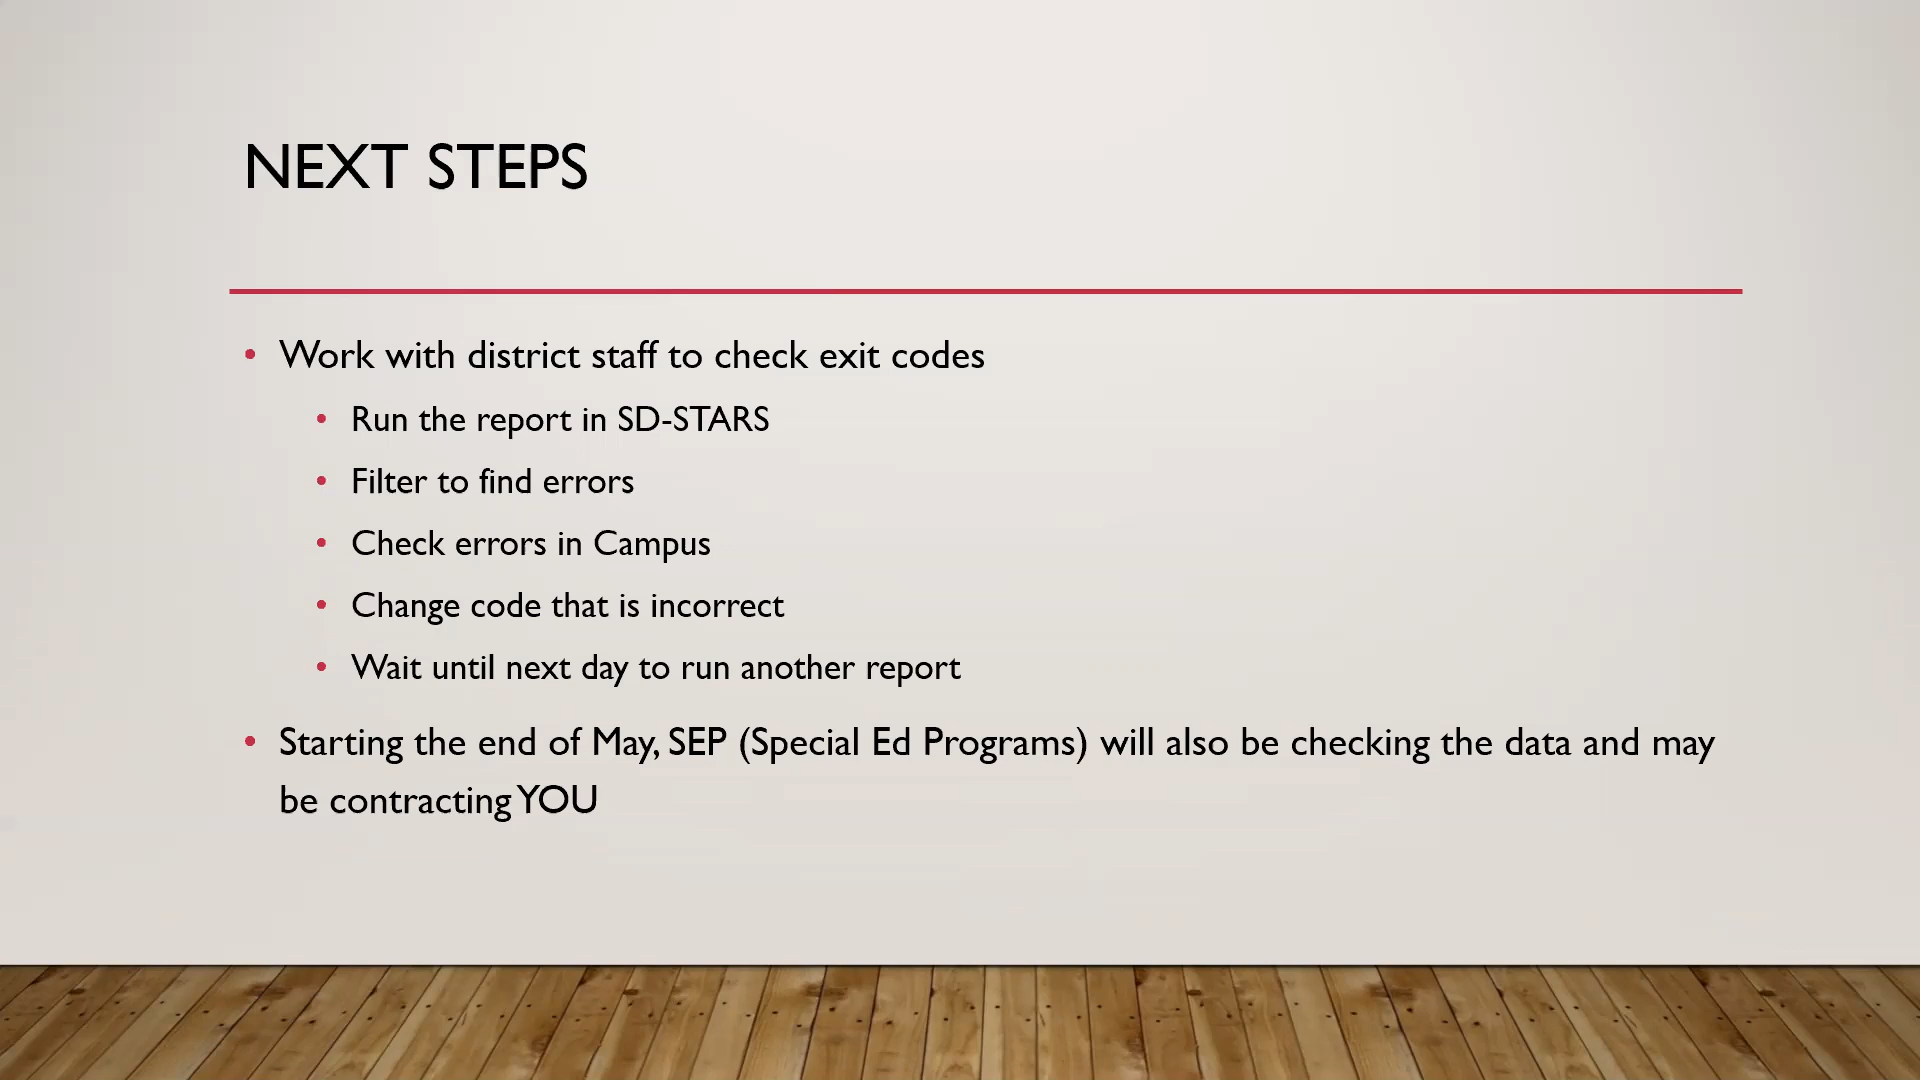 NEXT STEPS
• Work with district staff to check exit codes
• Run the report in SD-STARS
• Filter to find errors
• Check errors in Campus
• Change code that is incorrect
• Wait until next day to run another report
• Starting the end of May, SEP (Special Ed Programs) will also be checking the data and may
be contracting YOU